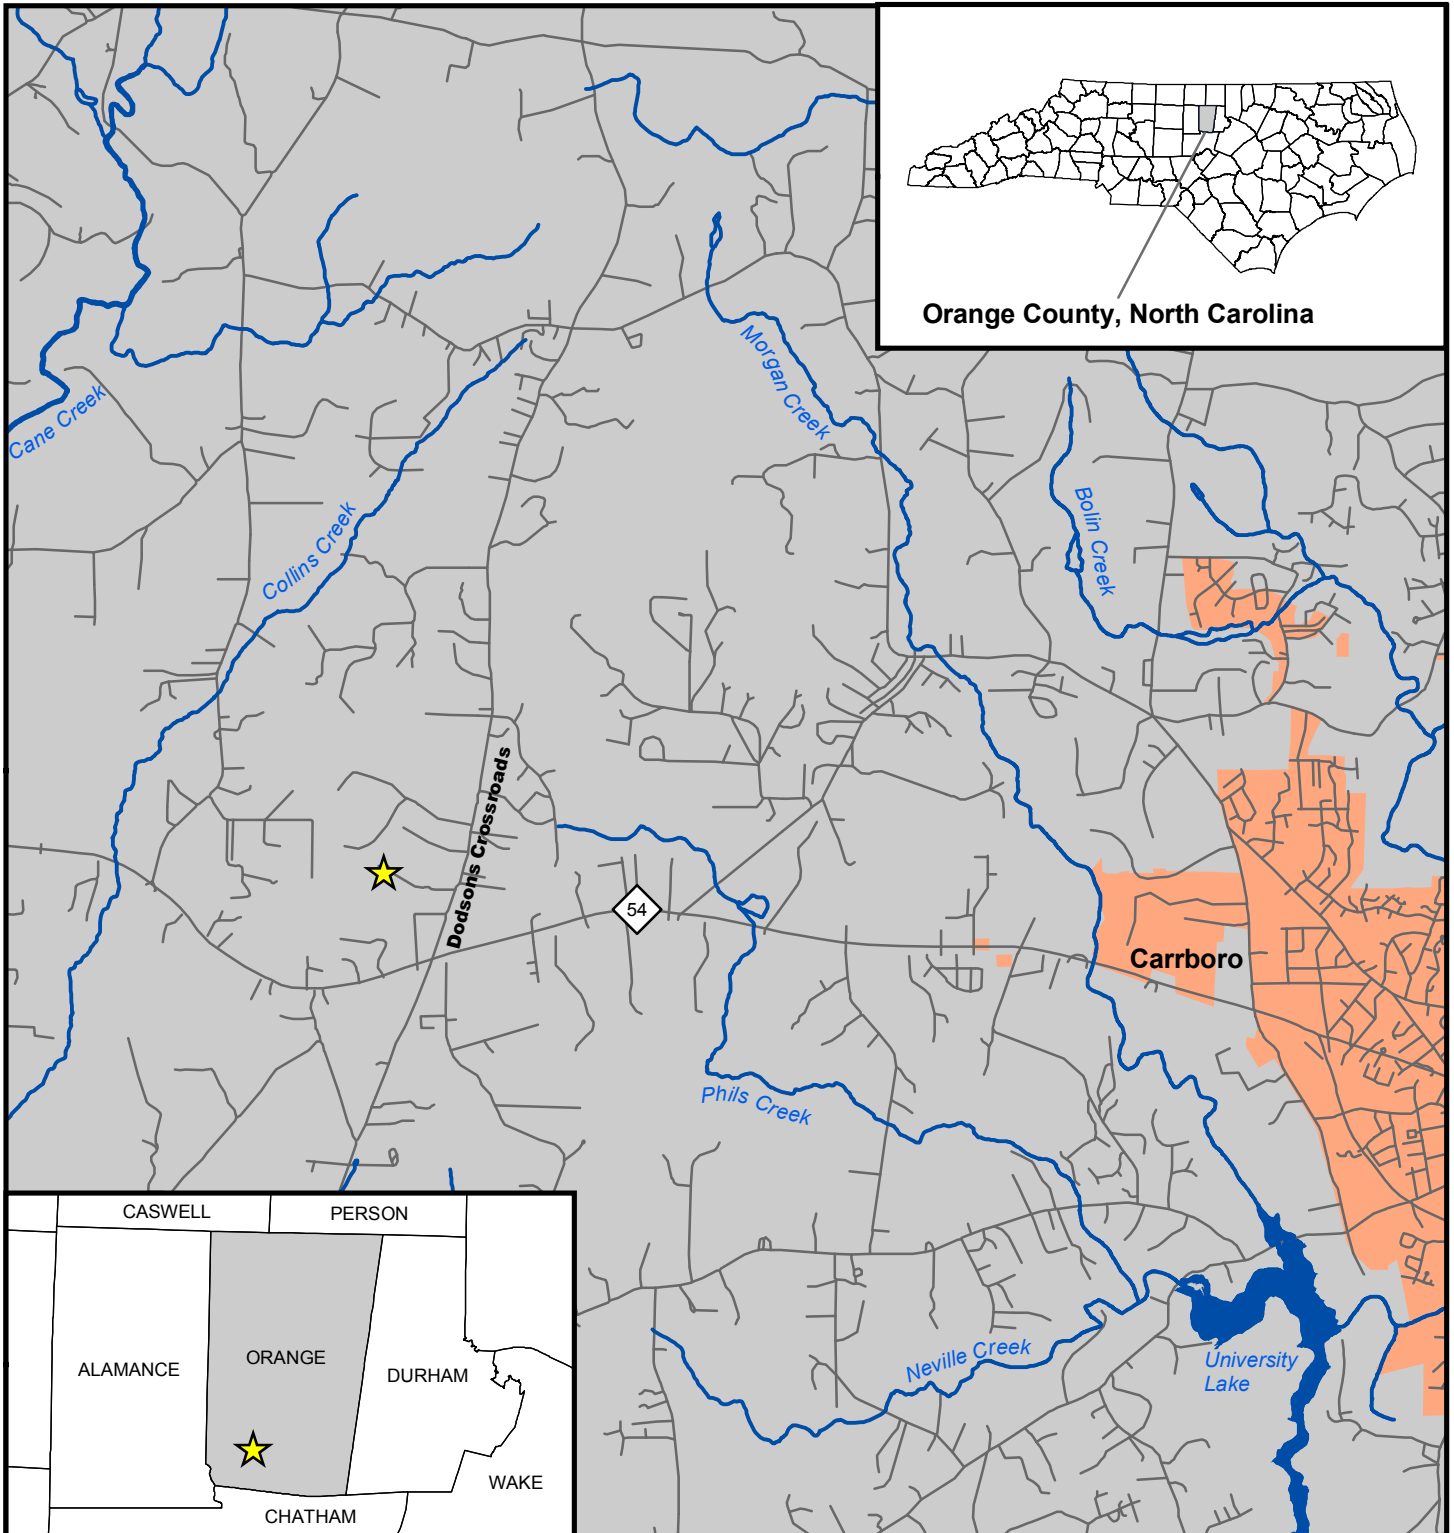 Orange County, North Carolina
Morgan Creek
Cane Creek
Collins Creek
Bolin Creek
Dodsons Crossroads
54
Carrboro
Phils Creek
Neville Creek
University
Lake
CASWELL
PERSON
ALAMANCE
ORANGE
DURHAM
WAKE
CHATHAM